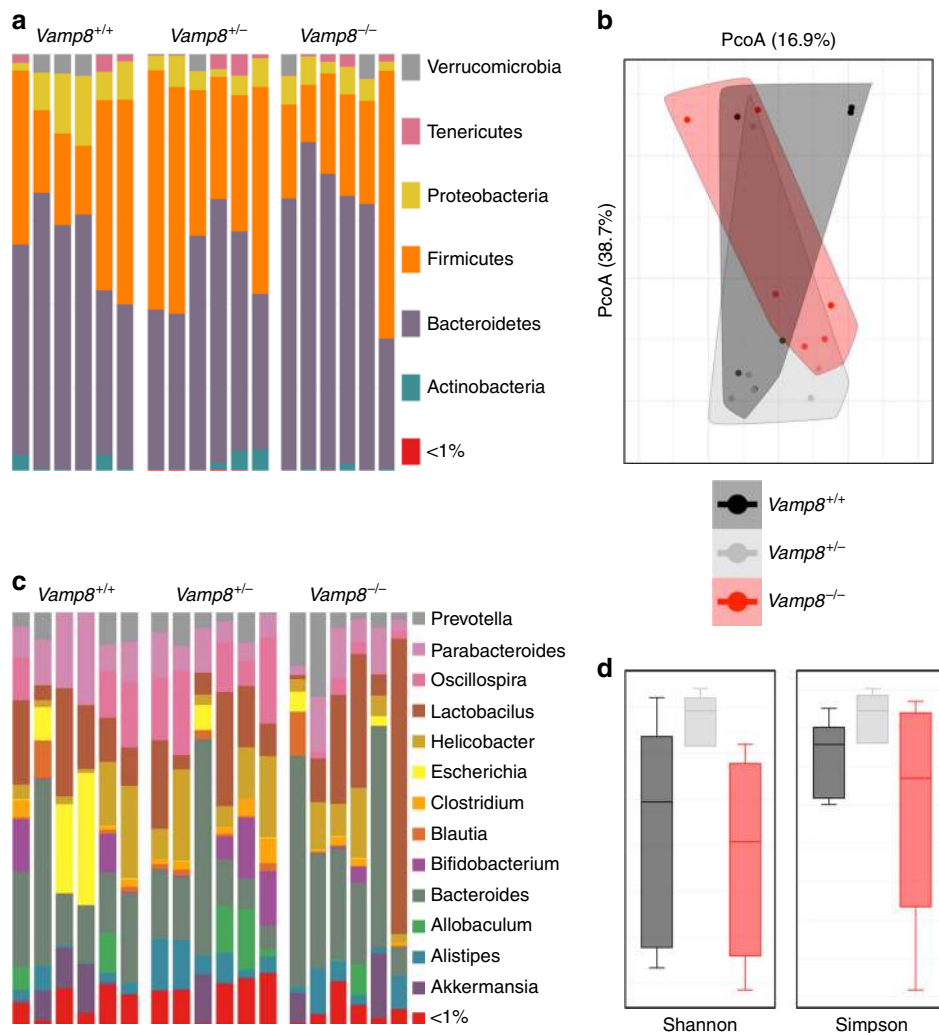 a
Vamp8+/+ Vamp8+/– Vamp8–/–
Verrucomicrobia
Tenericutes
Proteobacteria
Firmicutes
Bacteroidetes
Actinobacteria
<1%
b
PcoA (16.9%)
PcoA (38.7%)
Vamp8+/+
Vamp8+/–
Vamp8–/–
c
Vamp8+/+ Vamp8+/– Vamp8–/–
Prevotella
Parabacteroides
Oscillospira
Lactobacilus
Helicobacter
Escherichia
Clostridium
Blautia
Bifidobacterium
Bacteroides
Allobaculum
Alistipes
Akkermansia
<1%
d
Shannon
Simpson